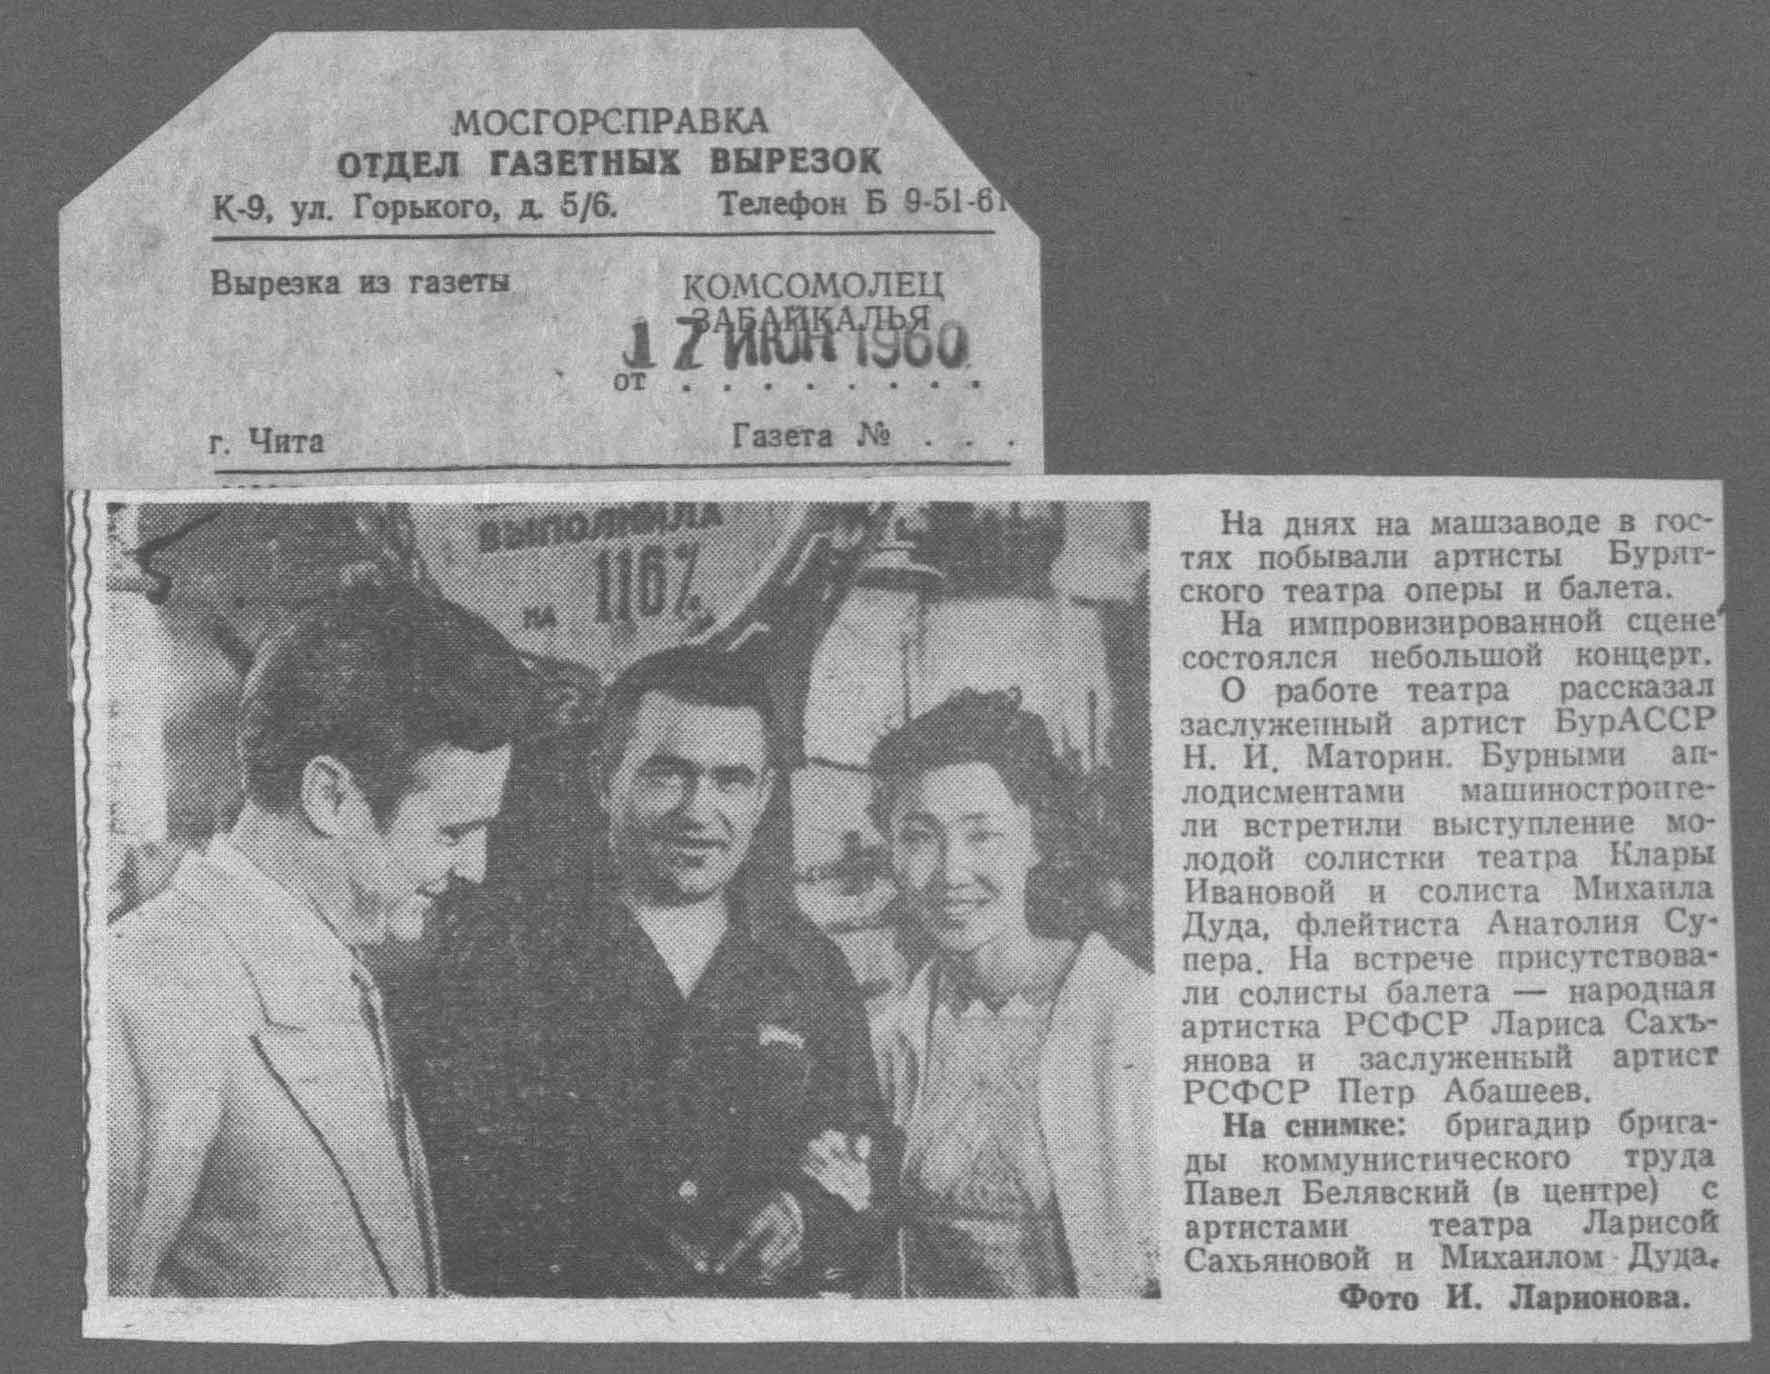 МОСГОРСПРАВКА
ОТДЕЛ ГАЗЕТНЫХ ВЫРЕЗОК
К-9, ул. Горького, д. 5/6. Телефон Б 9-51-61
Вырезка из газеты
КОМСОМОЛЕЦ
ЗАБАЙКАЛЬЯ
17 ИЮН 1960
от . . . . . . . .
г. Чита Газета № . . .
ВЫПОЛНИЛА
НА 116%
На днях на машзаводе в гос-
тях побывали артисты Бурят-
ского театра оперы и балета.
На импровизированной сцене
состоялся небольшой концерт.
О работе театра рассказал
заслуженный артист БурАССР
Н. И. Маторин. Бурными ап-
лодисментами машиностроите-
ли встретили выступление мо-
лодой солистки театра Клары
Ивановой и солиста Михаила
Дуда, флейтиста Анатолия Су-
пера. На встрече присутствова-
ли солисты балета — народная
артистка РСФСР Лариса Сахъ-
янова и заслуженный артист
РСФСР Петр Абашеев.
На снимке: бригадир брига-
ды коммунистического труда
Павел Белявский (в центре) с
артистами театра Ларисой
Сахьяновой и Михаилом Дуда.
Фото И. Ларионова.